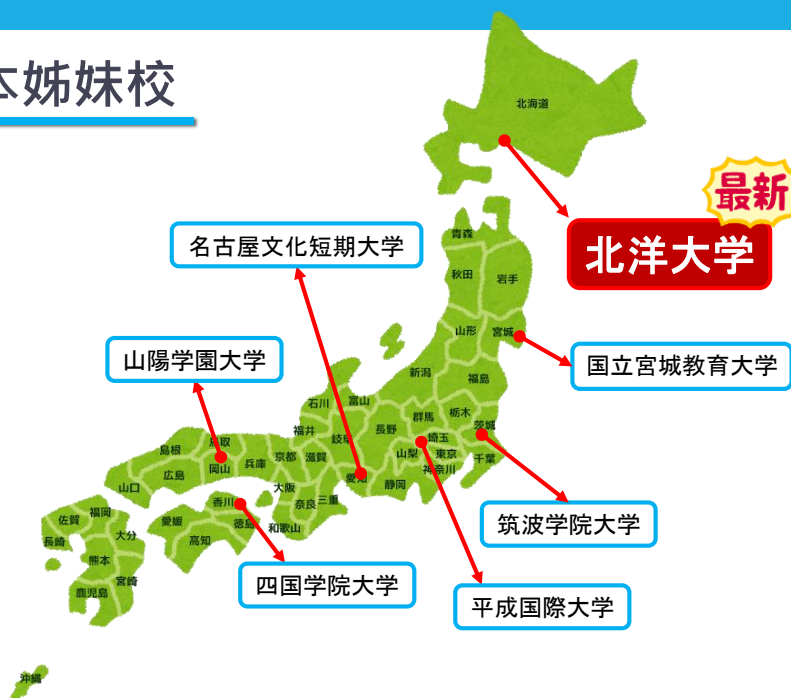 本姊妹校
北海道
最新
北洋大学
名古屋文化短期大学
青森
秋田
岩手
山形
宮城
国立宮城教育大学
山陽学園大学
新潟
福島
石川
富山
群馬
栃木
茨城
福井
岐阜
長野
埼玉
山梨
東京
千葉
神奈川
島根
鳥取
岡山
兵庫
京都
滋賀
愛知
静岡
広島
山口
大阪
奈良
三重
和歌山
香川
徳島
愛媛
高知
筑波学院大学
福岡
佐賀
大分
長崎
熊本
宮崎
鹿児島
四国学院大学
平成国際大学
沖縄